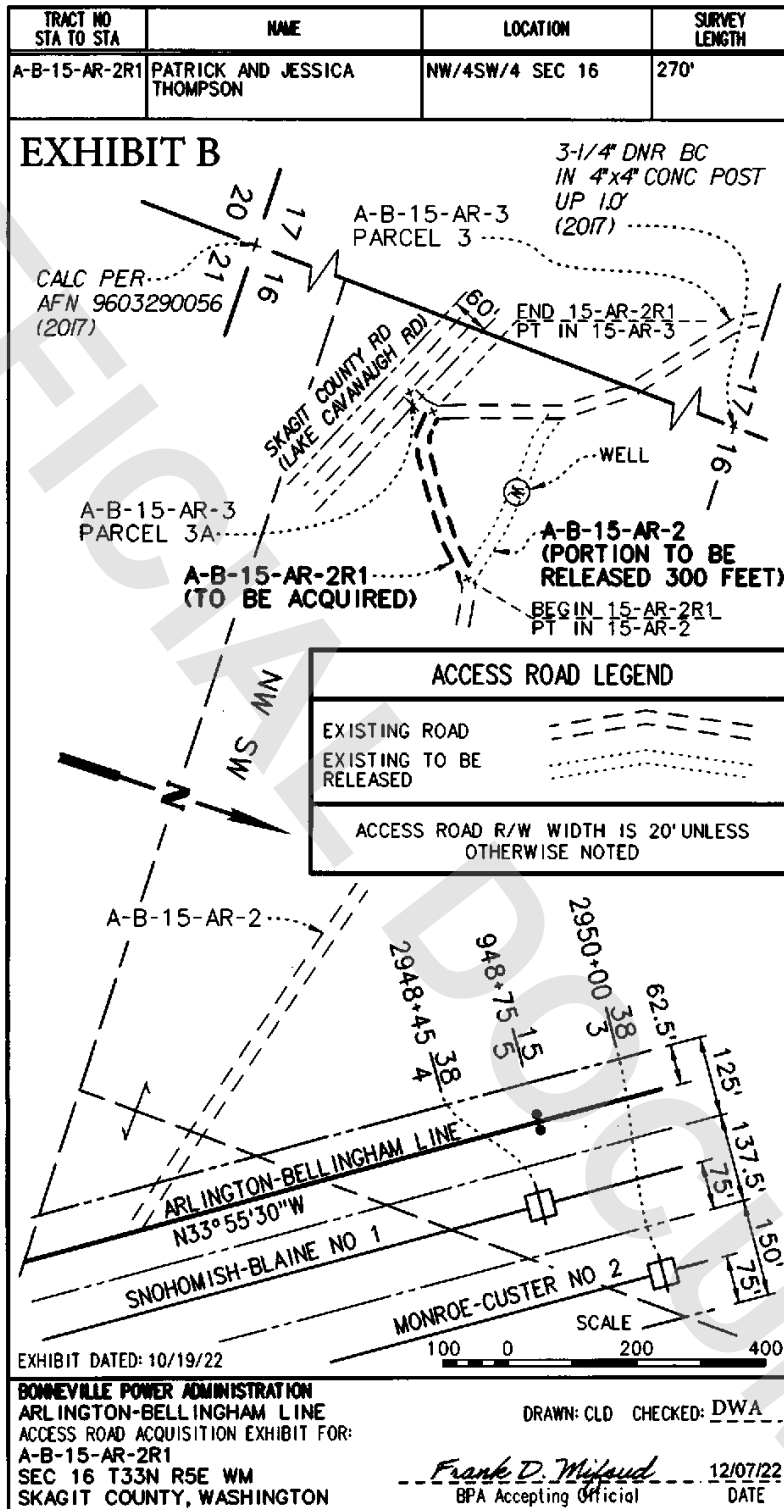 TRACT NO
STA TO STA
NAME
LOCATION
SURVEY
LENGTH
A-B-15-AR-2R1
PATRICK AND JESSICA
THOMPSON
NW/4SW/4 SEC 16
270'
EXHIBIT B
3-1/4" DNR BC
IN 4"x4" CONC POST
UP 1.0'
(2017)
A-B-15-AR-3
PARCEL 3
20 17
21 16
CALC PER
AFN 9603290056
(2017)
60'
END 15-AR-2R1
PT IN 15-AR-3
SKAGIT COUNTY RD
(LAKE CAVANAUGH RD)
17
16
WELL
W
A-B-15-AR-3
PARCEL 3A
A-B-15-AR-2
(PORTION TO BE
RELEASED 300 FEET)
A-B-15-AR-2R1
(TO BE ACQUIRED)
BEGIN 15-AR-2R1
PT IN 15-AR-2
NW SW
ACCESS ROAD LEGEND
EXISTING ROAD
EXISTING TO BE
RELEASED
ACCESS ROAD R/W WIDTH IS 20' UNLESS
OTHERWISE NOTED
N
A-B-15-AR-2
2948+45 38/4
948+75 15/5
2950+00 38/3
62.5'
125'
137.5'
75'
150'
75'
ARLINGTON-BELLINGHAM LINE
N33°55'30"W
SNOHOMISH-BLAINE NO 1
MONROE-CUSTER NO 2
SCALE
EXHIBIT DATED: 10/19/22
100 0 200 400
BONNEVILLE POWER ADMINISTRATION
ARLINGTON-BELLINGHAM LINE
ACCESS ROAD ACQUISITION EXHIBIT FOR:
A-B-15-AR-2R1
SEC 16 T33N R5E WM
SKAGIT COUNTY, WASHINGTON
DRAWN: CLD CHECKED: DWA
Frank D. Mifsud 12/07/22
BPA Accepting Official DATE